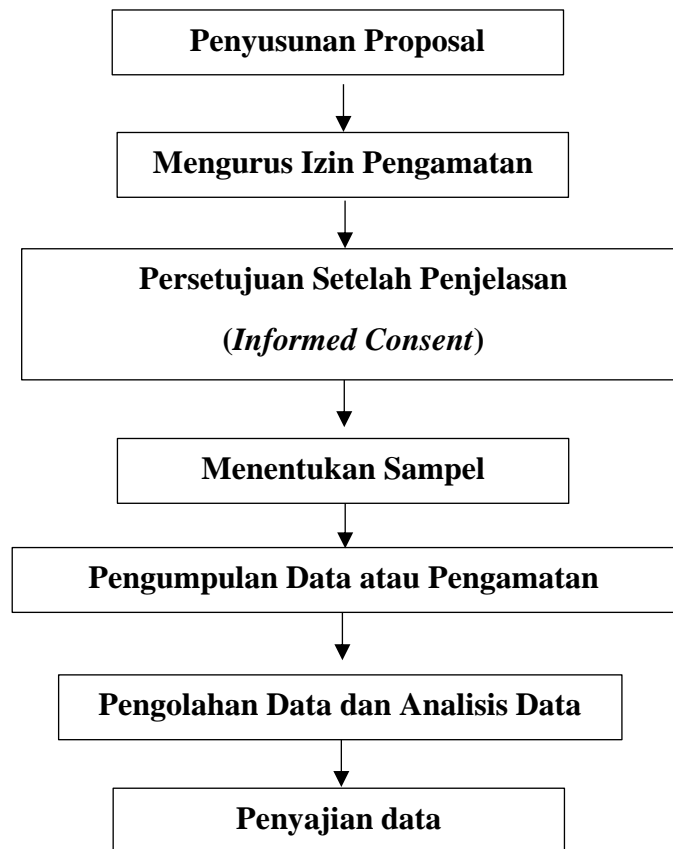 Penyusunan Proposal
Mengurus Izin Pengamatan
Persetujuan Setelah Penjelasan
(Informed Consent)
Menentukan Sampel
Pengumpulan Data atau Pengamatan
Pengolahan Data dan Analisis Data
Penyajian data